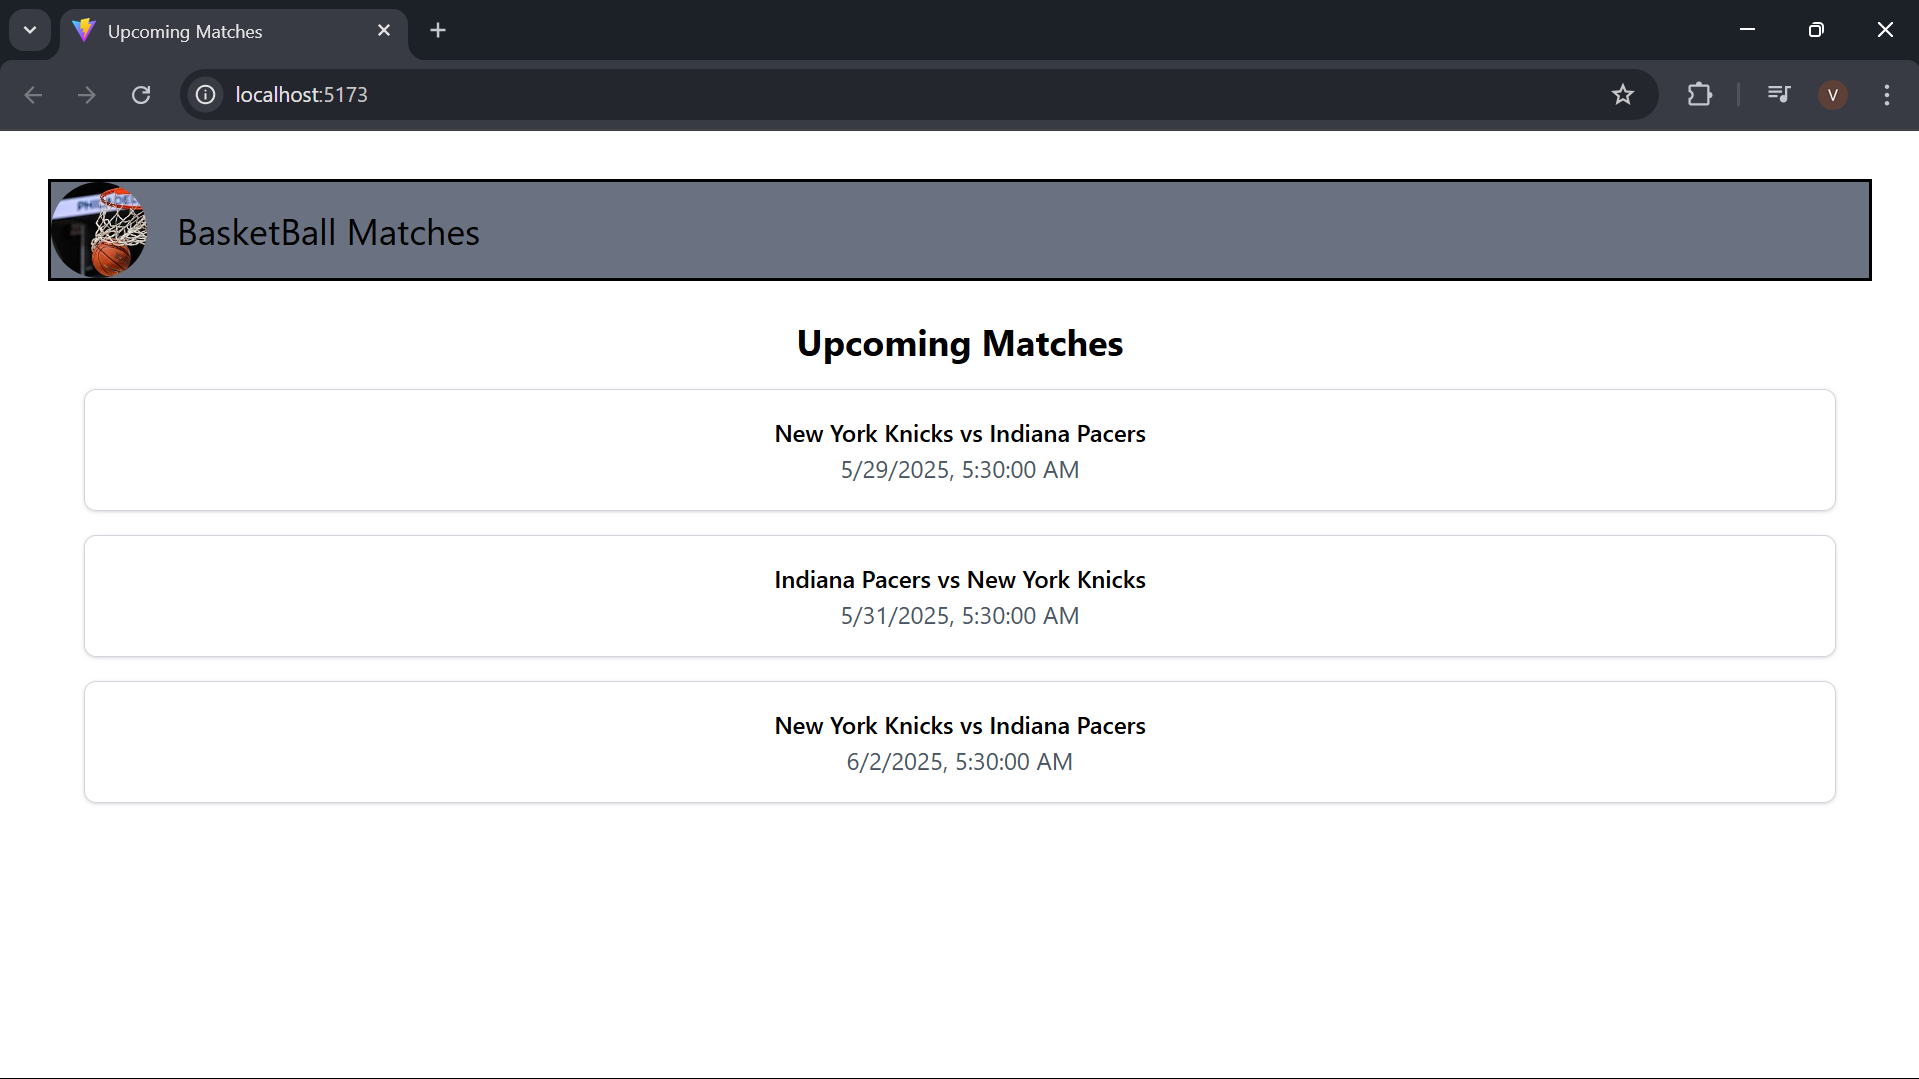 Upcoming Matches
localhost:5173
V
BasketBall Matches
Upcoming Matches
New York Knicks vs Indiana Pacers
5/29/2025, 5:30:00 AM
Indiana Pacers vs New York Knicks
5/31/2025, 5:30:00 AM
New York Knicks vs Indiana Pacers
6/2/2025, 5:30:00 AM